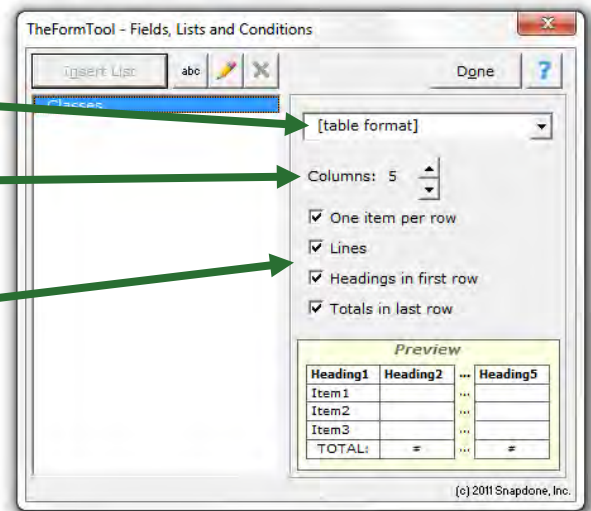 TheFormTool - Fields, Lists and Conditions
Insert List abc Done ?
Classes
[table format]
Columns: 5
One item per row
Lines
Headings in first row
Totals in last row
Preview
Heading1 Heading2 ... Heading5
Item1 ...
Item2 ...
Item3 ...
TOTAL: = ... =
(c) 2011 Snapdone, Inc.